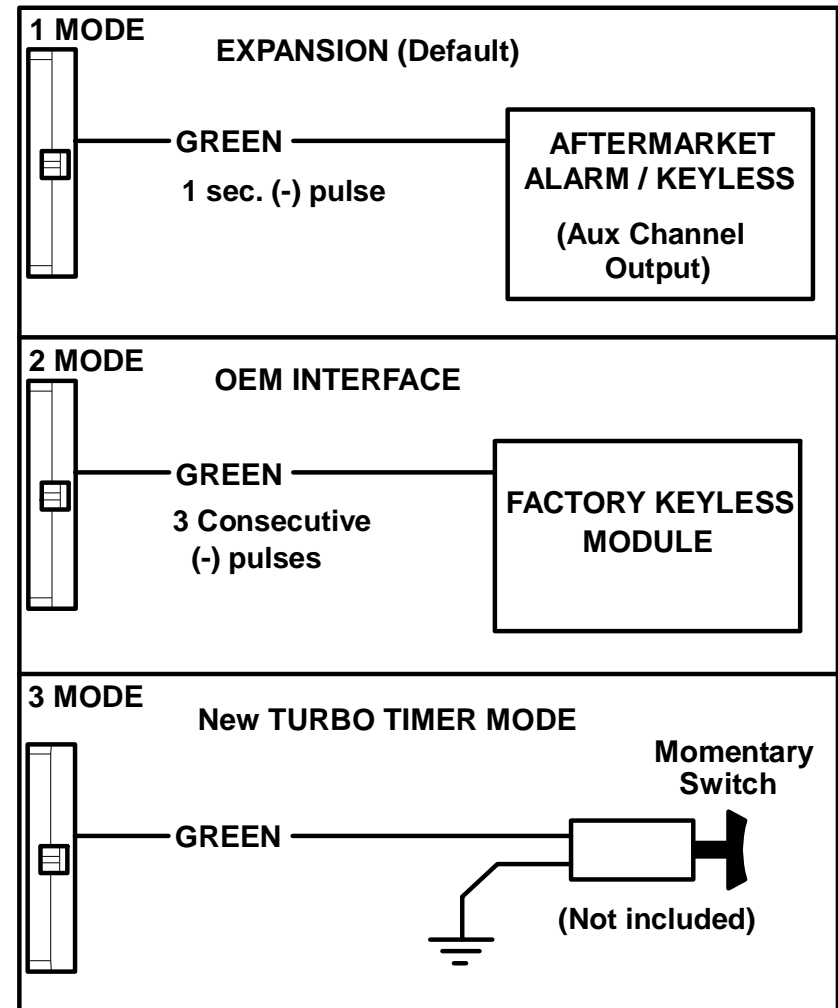 1 MODE
EXPANSION (Default)
GREEN
1 sec. (-) pulse
AFTERMARKET
ALARM / KEYLESS
(Aux Channel
Output)
2 MODE
OEM INTERFACE
GREEN
3 Consecutive
(-) pulses
FACTORY KEYLESS
MODULE
3 MODE
New TURBO TIMER MODE
Momentary
Switch
GREEN
(Not included)